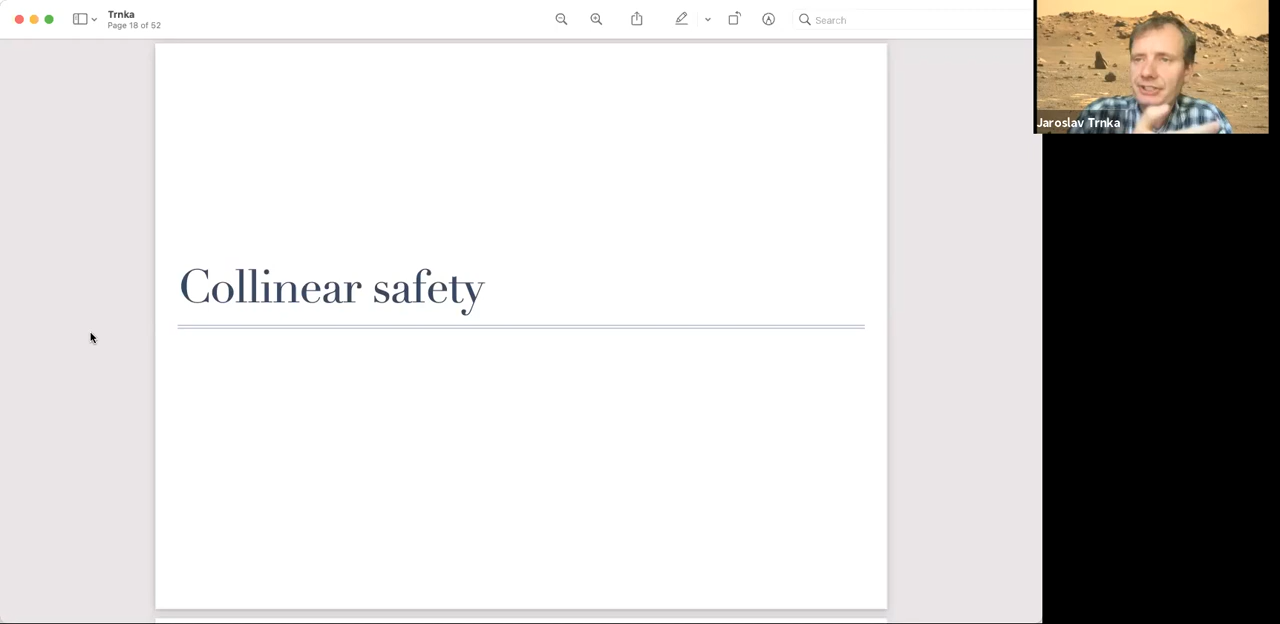 Trnka
Page 18 of 52
Search
Jaroslav Trnka
Collinear safety